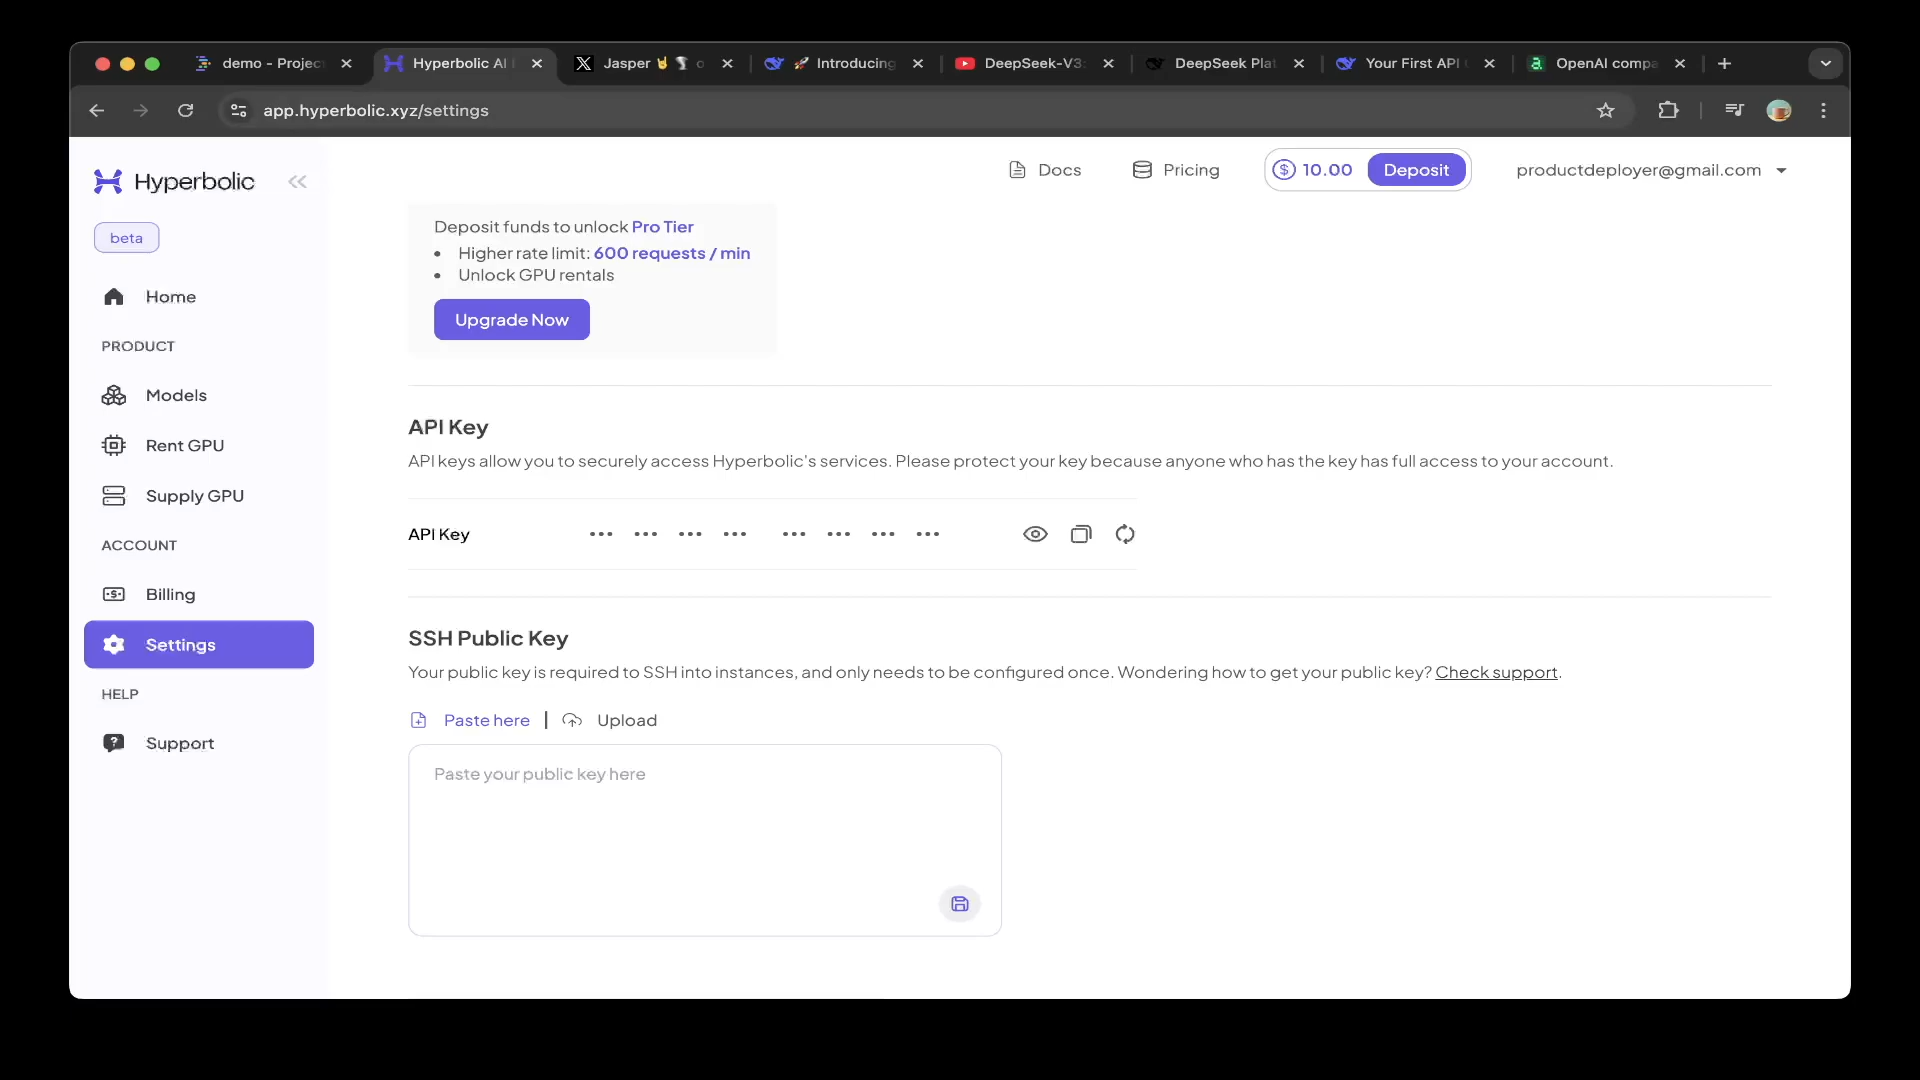 demo - Projec
Hyperbolic AI
Jasper
Introducing
DeepSeek-V3:
DeepSeek Pla
Your First API
OpenAI compa
app.hyperbolic.xyz/settings
Hyperbolic
Docs
Pricing
$ 10.00
Deposit
productdeployer@gmail.com
beta
Home
PRODUCT
Models
Rent GPU
Supply GPU
ACCOUNT
Billing
Settings
HELP
Support
Deposit funds to unlock Pro Tier
• Higher rate limit: 600 requests / min
• Unlock GPU rentals
Upgrade Now
API Key
API keys allow you to securely access Hyperbolic's services. Please protect your key because anyone who has the key has full access to your account.
API Key ••• ••• ••• ••• ••• ••• ••• •••
SSH Public Key
Your public key is required to SSH into instances, and only needs to be configured once. Wondering how to get your public key? Check support.
Paste here | Upload
Paste your public key here